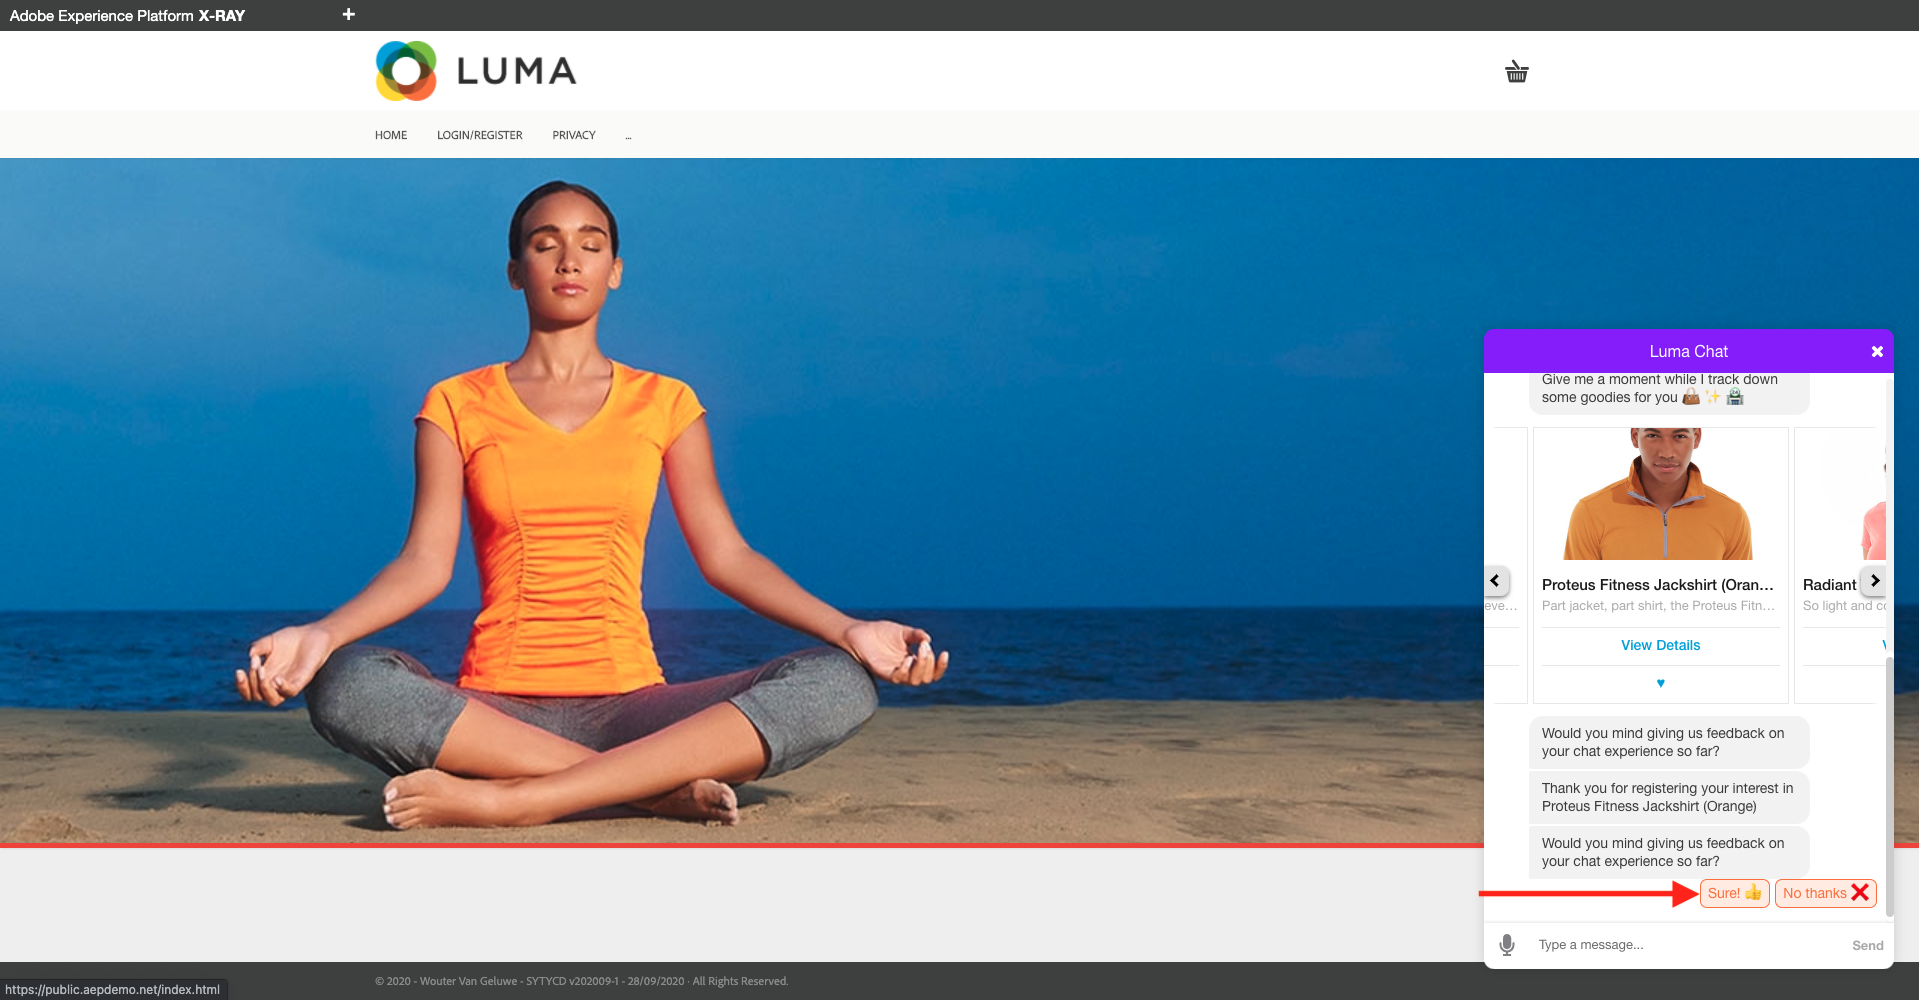 Adobe Experience Platform X-RAY
LUMA
HOME
LOGIN/REGISTER
PRIVACY
...
Luma Chat
Give me a moment while I track down
some goodies for you
Proteus Fitness Jackshirt (Oran...
Radiant
eve...
Part jacket, part shirt, the Proteus Fitn...
So light and
View Details
Would you mind giving us feedback on
your chat experience so far?
Thank you for registering your interest in
Proteus Fitness Jackshirt (Orange)
Would you mind giving us feedback on
your chat experience so far?
Sure!
No thanks
Type a message...
Send
© 2020 - Wouter Van Geluwe - SYTYCD v202009-1 - 28/09/2020 · All Rights Reserved.
https://public.aepdemo.net/index.html